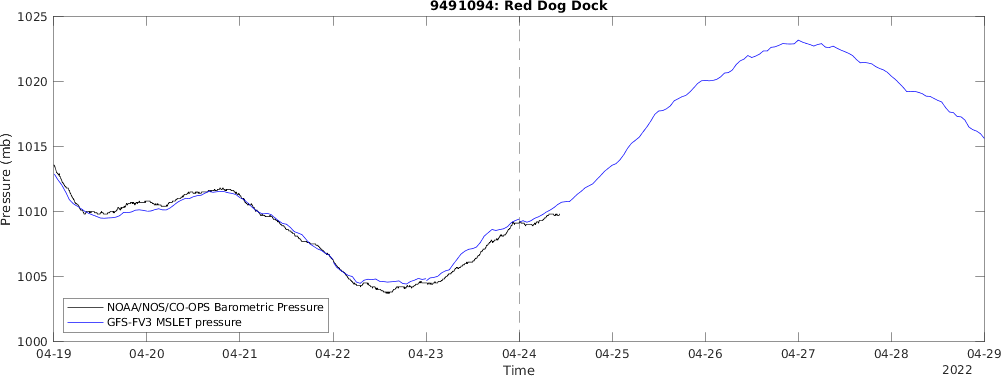 9491094: Red Dog Dock
Pressure (mb)
1025
1020
1015
1010
1005
1000
NOAA/NOS/CO-OPS Barometric Pressure
GFS-FV3 MSLET pressure
04-19 04-20 04-21 04-22 04-23 04-24 04-25 04-26 04-27 04-28 04-29
Time
2022